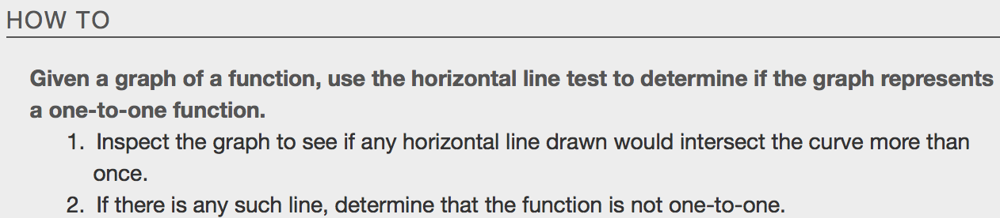 HOW TO
Given a graph of a function, use the horizontal line test to determine if the graph represents
a one-to-one function.
1. Inspect the graph to see if any horizontal line drawn would intersect the curve more than
once.
2. If there is any such line, determine that the function is not one-to-one.